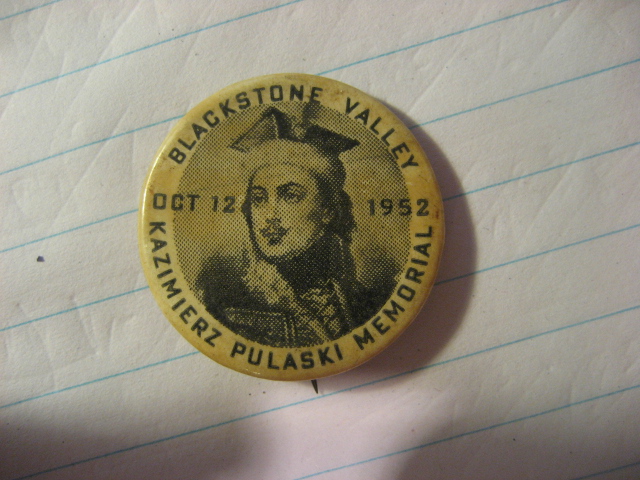 BLACKSTONE VALLEY
OCT 12 1952
KAZIMIERZ PULASKI MEMORIAL